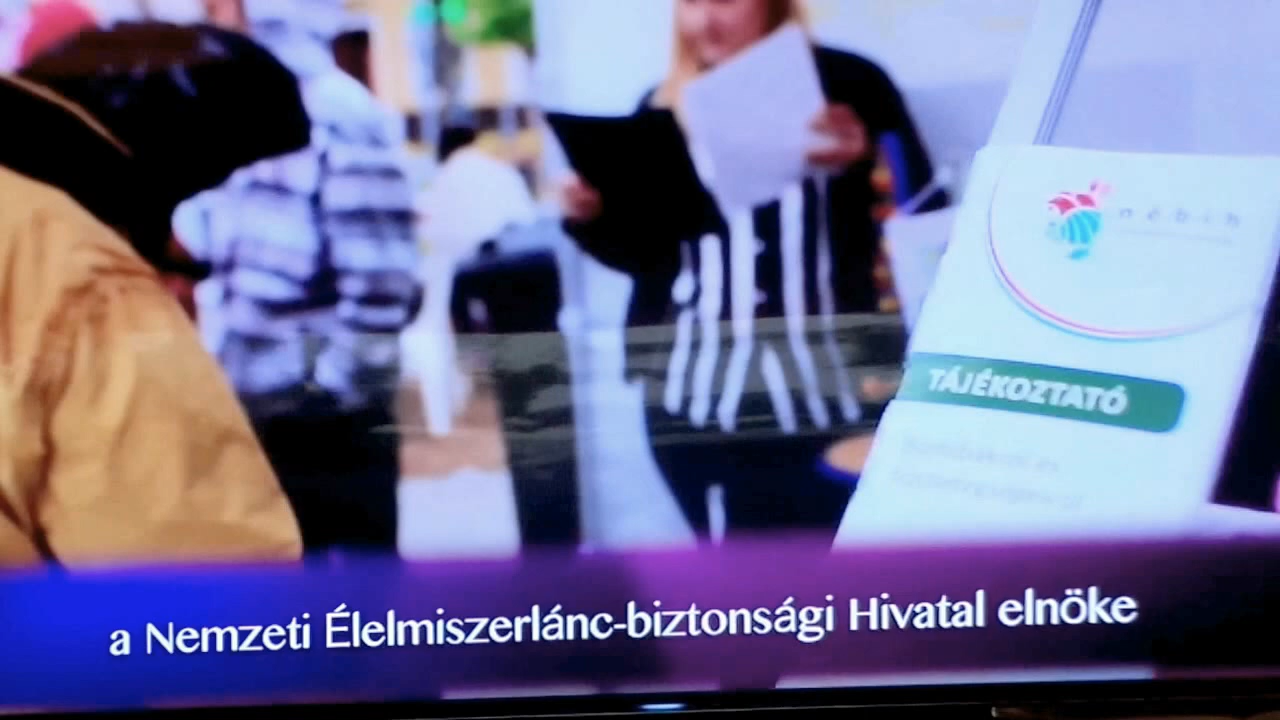 nébih
TÁJÉKOZTATÓ
a Nemzeti Élelmiszerlánc-biztonsági Hivatal elnöke